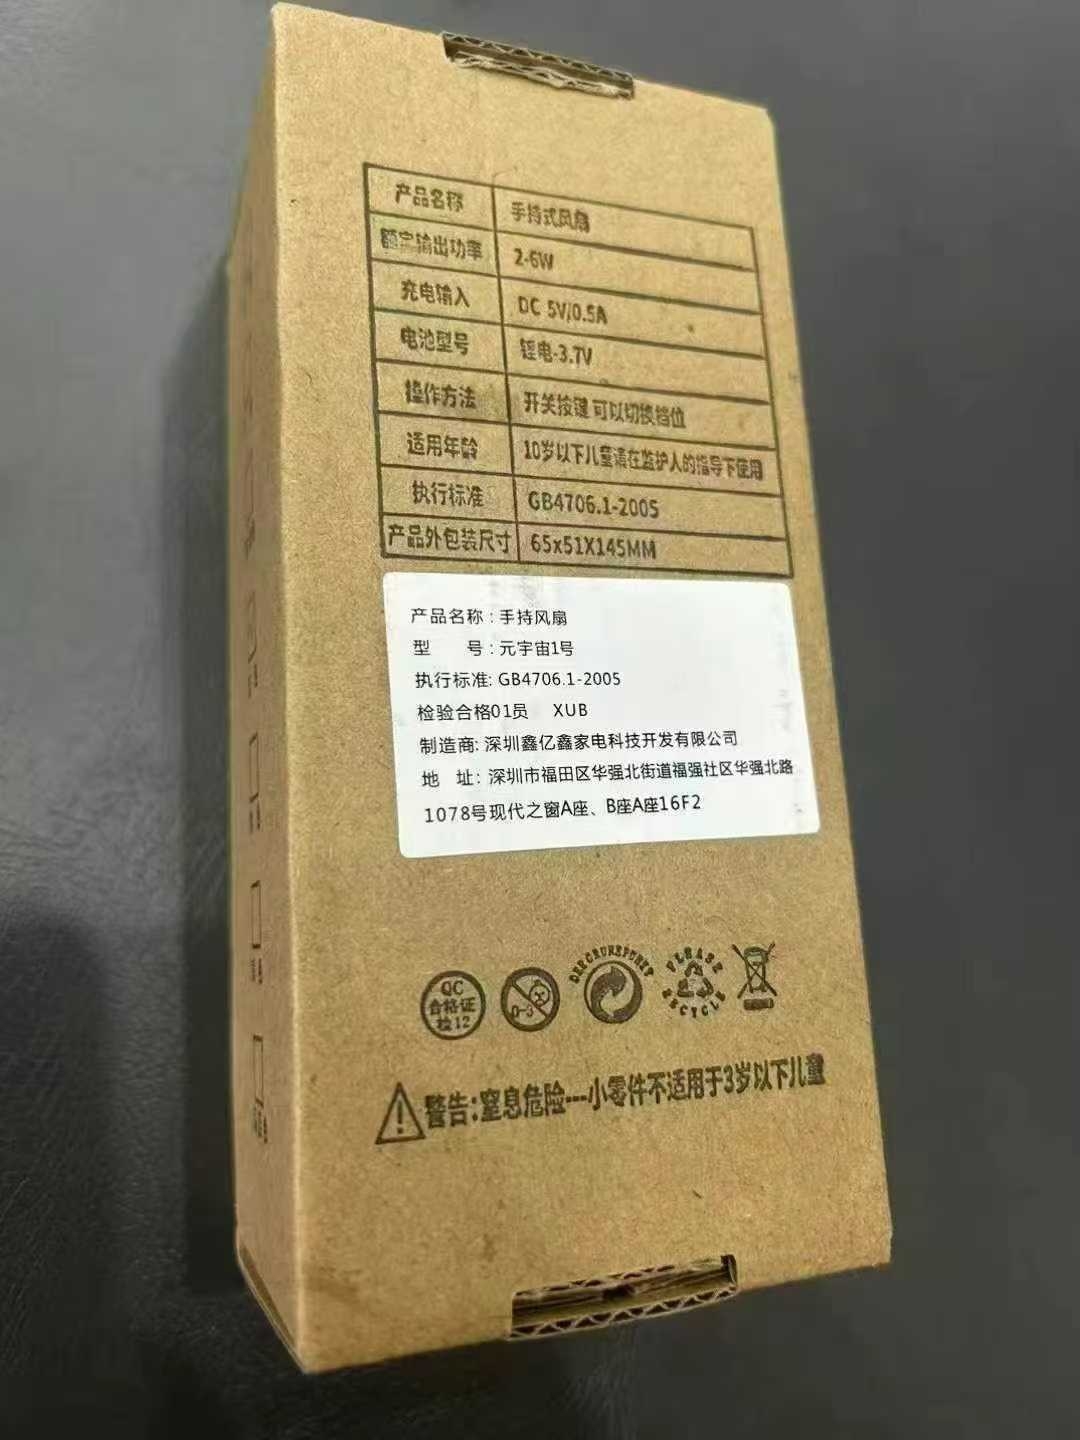 产品名称 手持式风扇
额定输出功率 2-6W
充电输入 DC 5V/0.5A
电池型号 锂电-3.7V
操作方法 开关按键 可以切换档位
适用年龄 10岁以下儿童请在监护人的指导下使用
执行标准 GB4706.1-2005
产品外包装尺寸 65x51X145MM
产品名称:手持风扇
型 号:元宇宙1号
执行标准: GB4706.1-2005
检验合格01员 XUB
制造商: 深圳鑫亿鑫家电科技开发有限公司
地 址: 深圳市福田区华强北街道福强社区华强北路
1078号现代之窗A座、B座A座16F2
QC
合格证
检12
0-3
DER GRUNE PUNKT
PLEASE
RECYCLE
警告:窒息危险---小零件不适用于3岁以下儿童